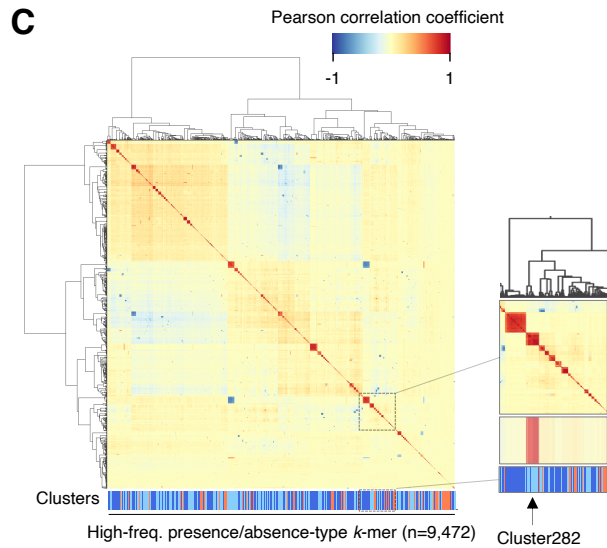 C
Pearson correlation coefficient
-1 1
Clusters
High-freq. presence/absence-type k-mer (n=9,472)
Cluster282